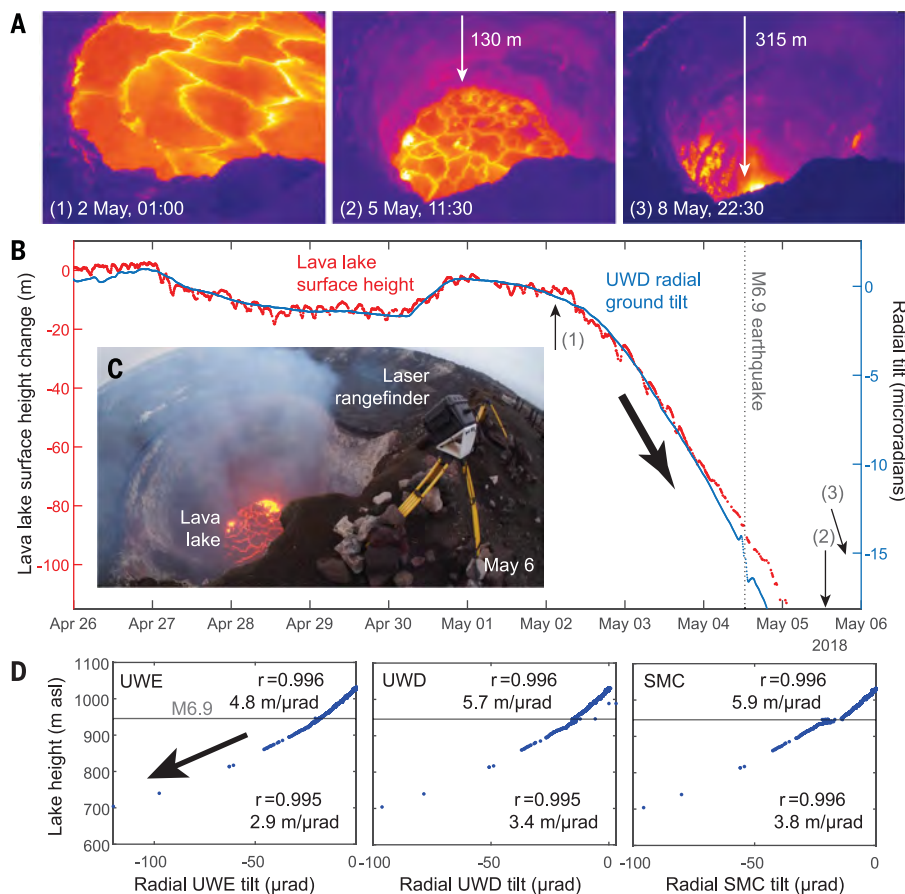 A
(1) 2 May, 01:00
130 m
(2) 5 May, 11:30
315 m
(3) 8 May, 22:30
B
Lava lake surface height change (m)
0
-20
-40
-60
-80
-100
Lava lake
surface height
UWD radial
ground tilt
M6.9 earthquake
(1)
(2)
(3)
0
-5
-10
-15
Radial tilt (microradians)
C
Laser
rangefinder
Lava
lake
May 6
Apr 26
Apr 27
Apr 28
Apr 29
Apr 30
May 01
May 02
May 03
May 04
May 05
May 06
2018
D
Lake height (m asl)
1100
1000
900
800
700
600
UWE
r=0.996
4.8 m/μrad
M6.9
r=0.995
2.9 m/μrad
-100
-50
0
Radial UWE tilt (μrad)
UWD
r=0.996
5.7 m/μrad
r=0.995
3.4 m/μrad
-100
-50
0
Radial UWD tilt (μrad)
SMC
r=0.996
5.9 m/μrad
r=0.996
3.8 m/μrad
-100
-50
0
Radial SMC tilt (μrad)